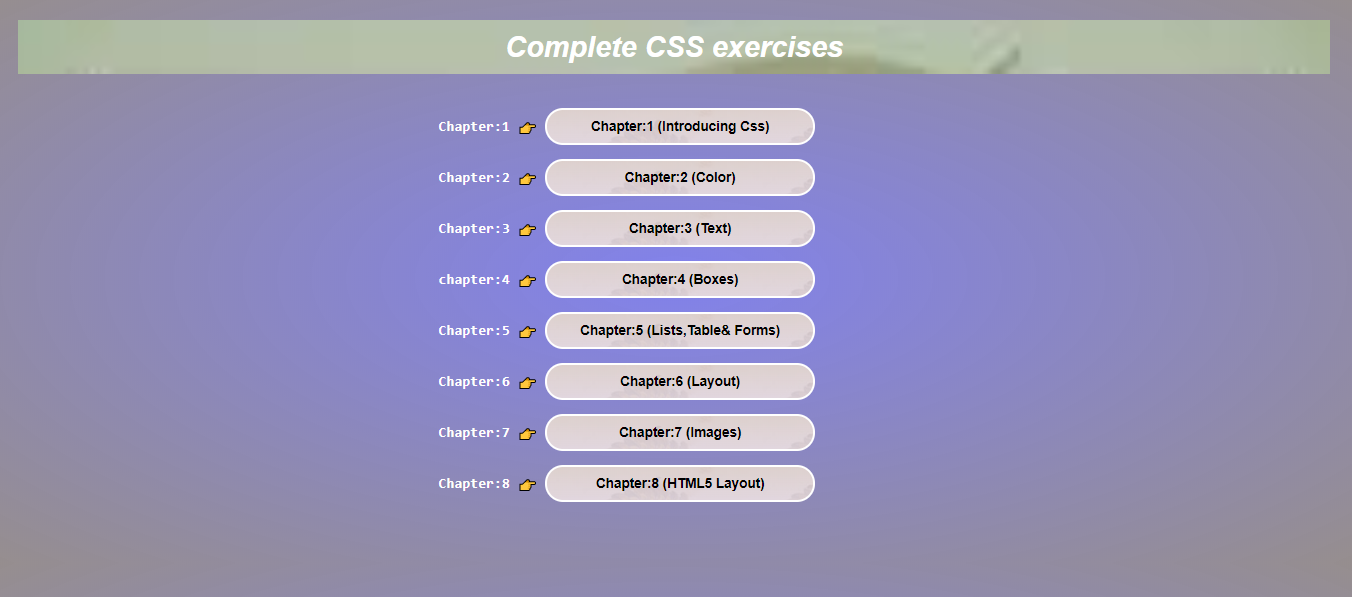 Complete CSS exercises
Chapter:1 👉 Chapter:1 (Introducing Css)
Chapter:2 👉 Chapter:2 (Color)
Chapter:3 👉 Chapter:3 (Text)
chapter:4 👉 Chapter:4 (Boxes)
Chapter:5 👉 Chapter:5 (Lists,Table& Forms)
Chapter:6 👉 Chapter:6 (Layout)
Chapter:7 👉 Chapter:7 (Images)
Chapter:8 👉 Chapter:8 (HTML5 Layout)